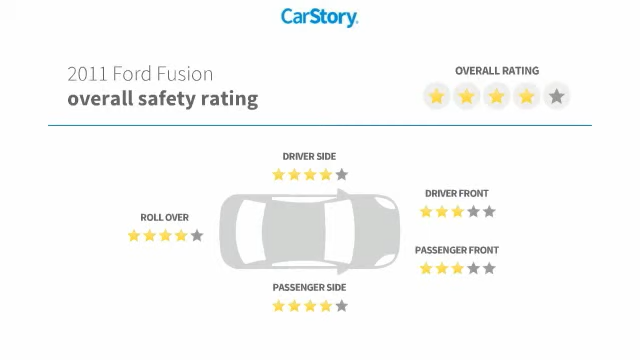 CarStory
2011 Ford Fusion
overall safety rating
OVERALL RATING
DRIVER SIDE
DRIVER FRONT
ROLL OVER
PASSENGER FRONT
PASSENGER SIDE